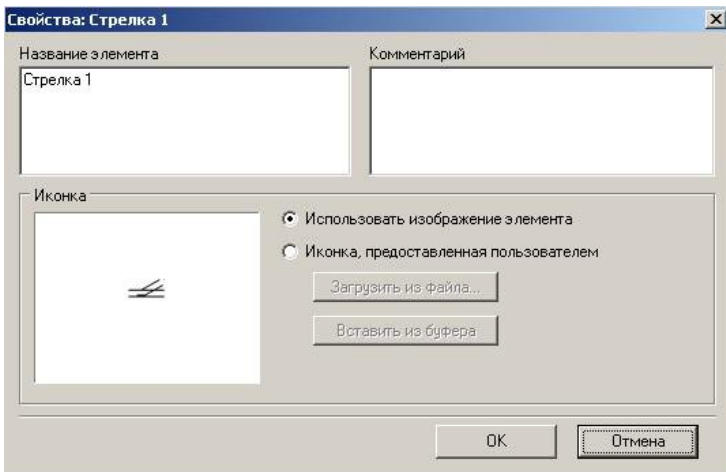 Свойства: Стрелка 1
Название элемента
Комментарий
Стрелка 1
Иконка
Использовать изображение элемента
Иконка, предоставленная пользователем
Загрузить из файла...
Вставить из буфера
OK
Отмена